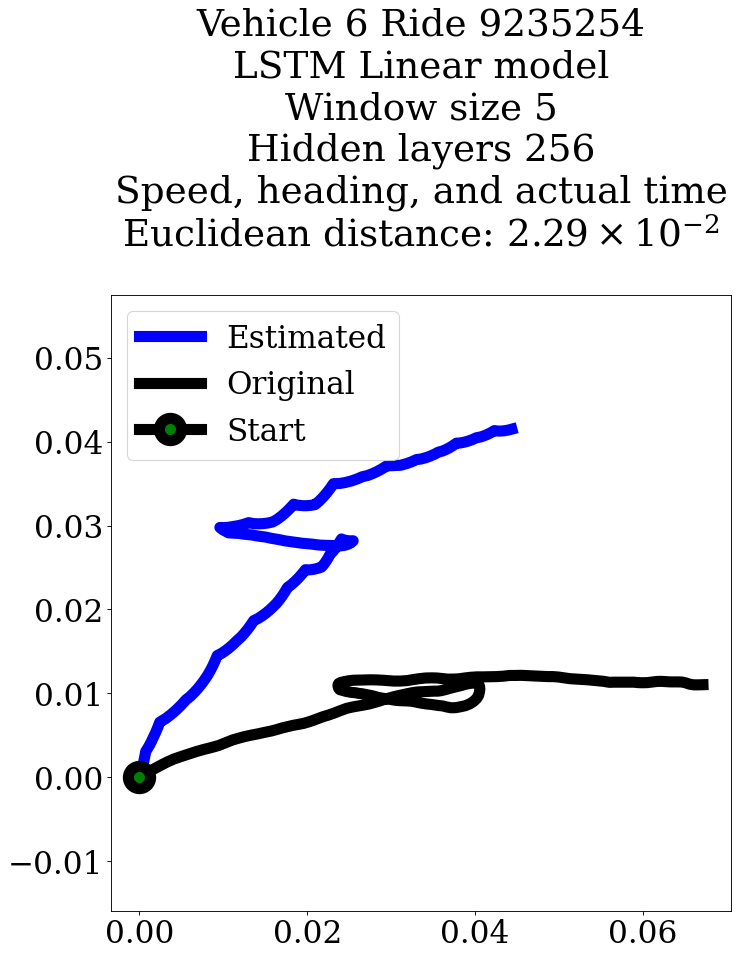 Vehicle 6 Ride 9235254
LSTM Linear model
Window size 5
Hidden layers 256
Speed, heading, and actual time
Euclidean distance: 2.29 × 10⁻²
Estimated
Original
Start
0.05
0.04
0.03
0.02
0.01
0.00
−0.01
0.00 0.02 0.04 0.06